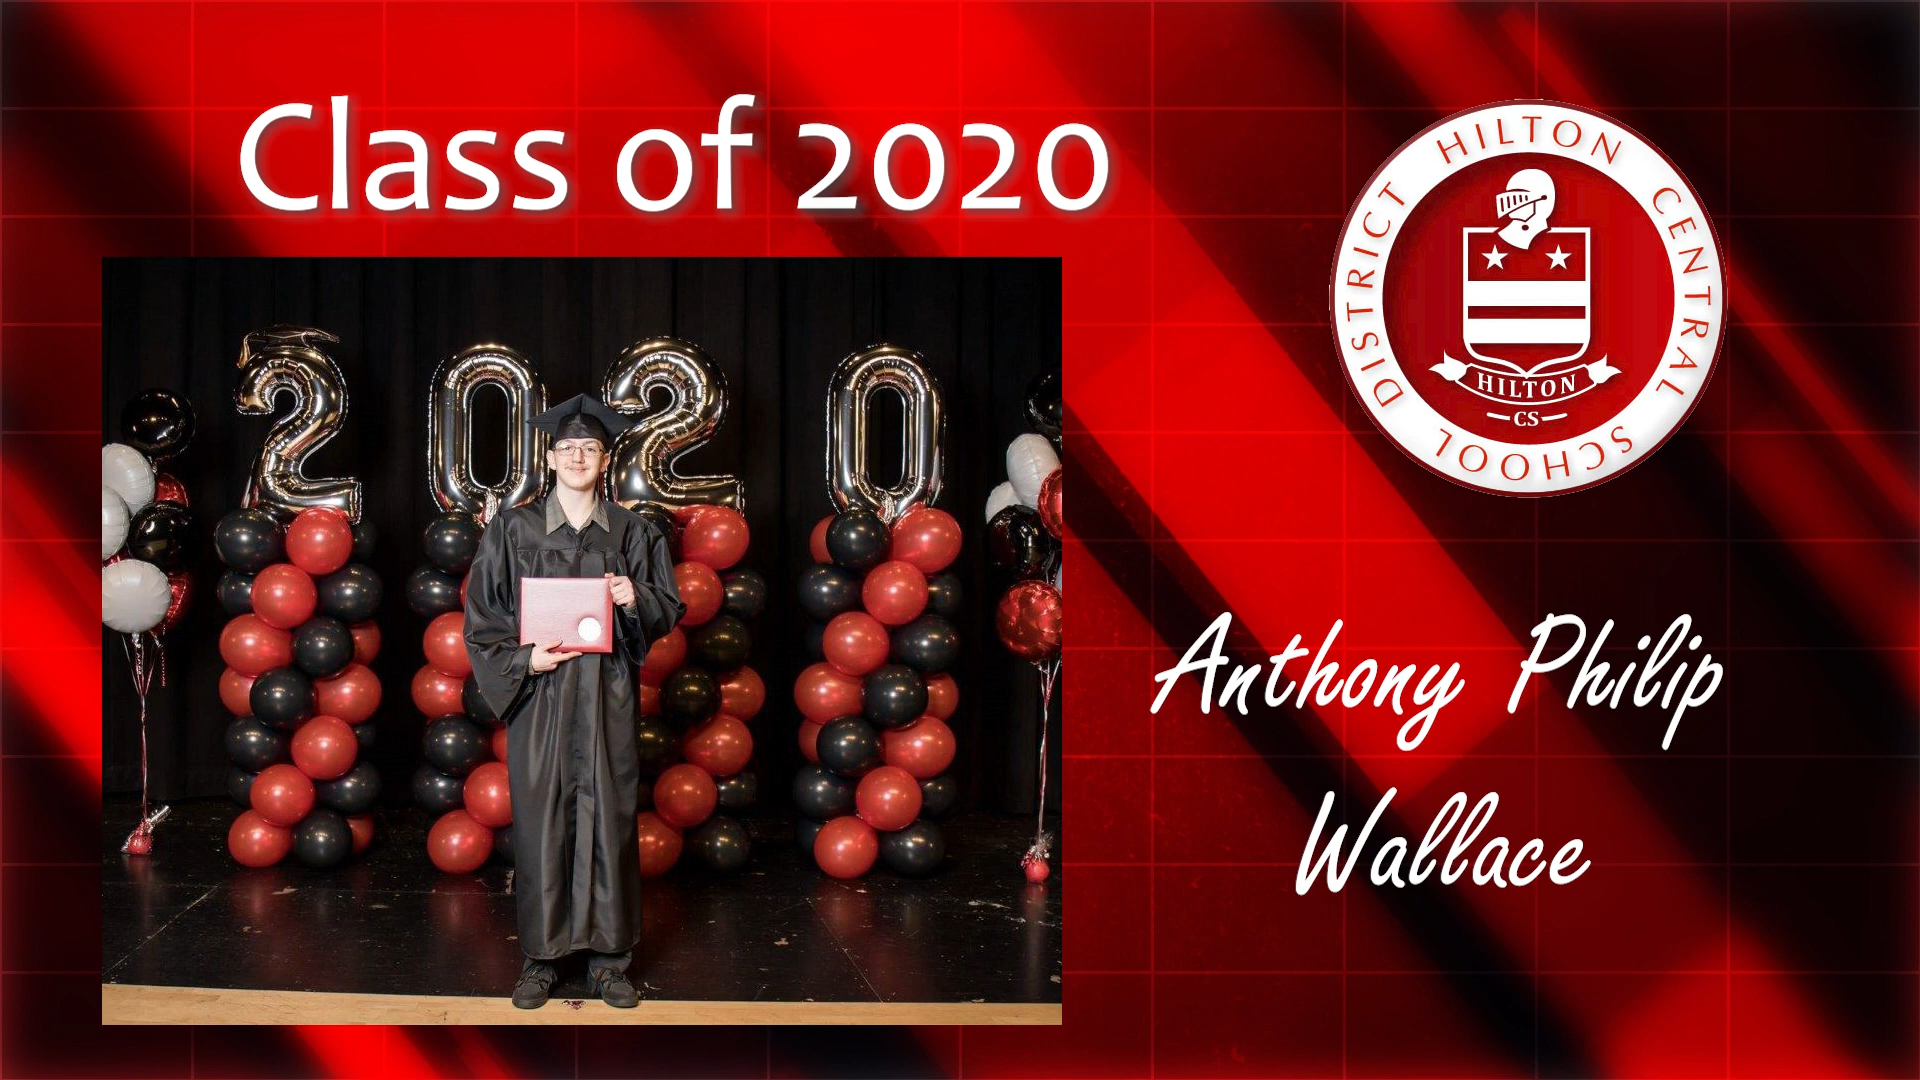 Class of 2020
HILTON CENTRAL SCHOOL DISTRICT
HILTON
CS
2020
Anthony Philip
Wallace